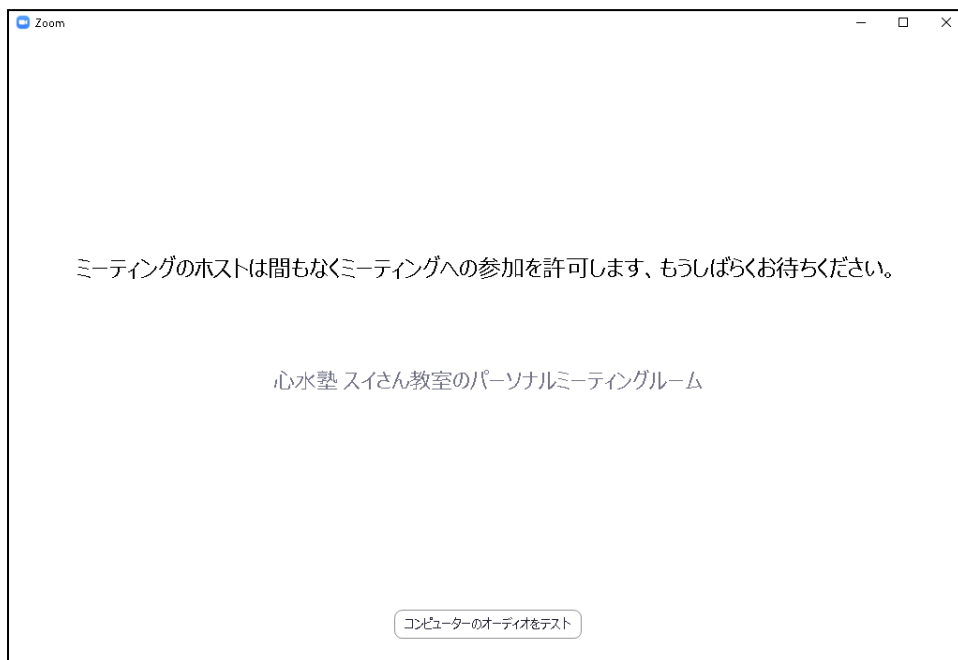 Zoom
ミーティングのホストは間もなくミーティングへの参加を許可します、もうしばらくお待ちください。
心水塾 スイさん教室のパーソナルミーティングルーム
コンピューターのオーディオをテスト